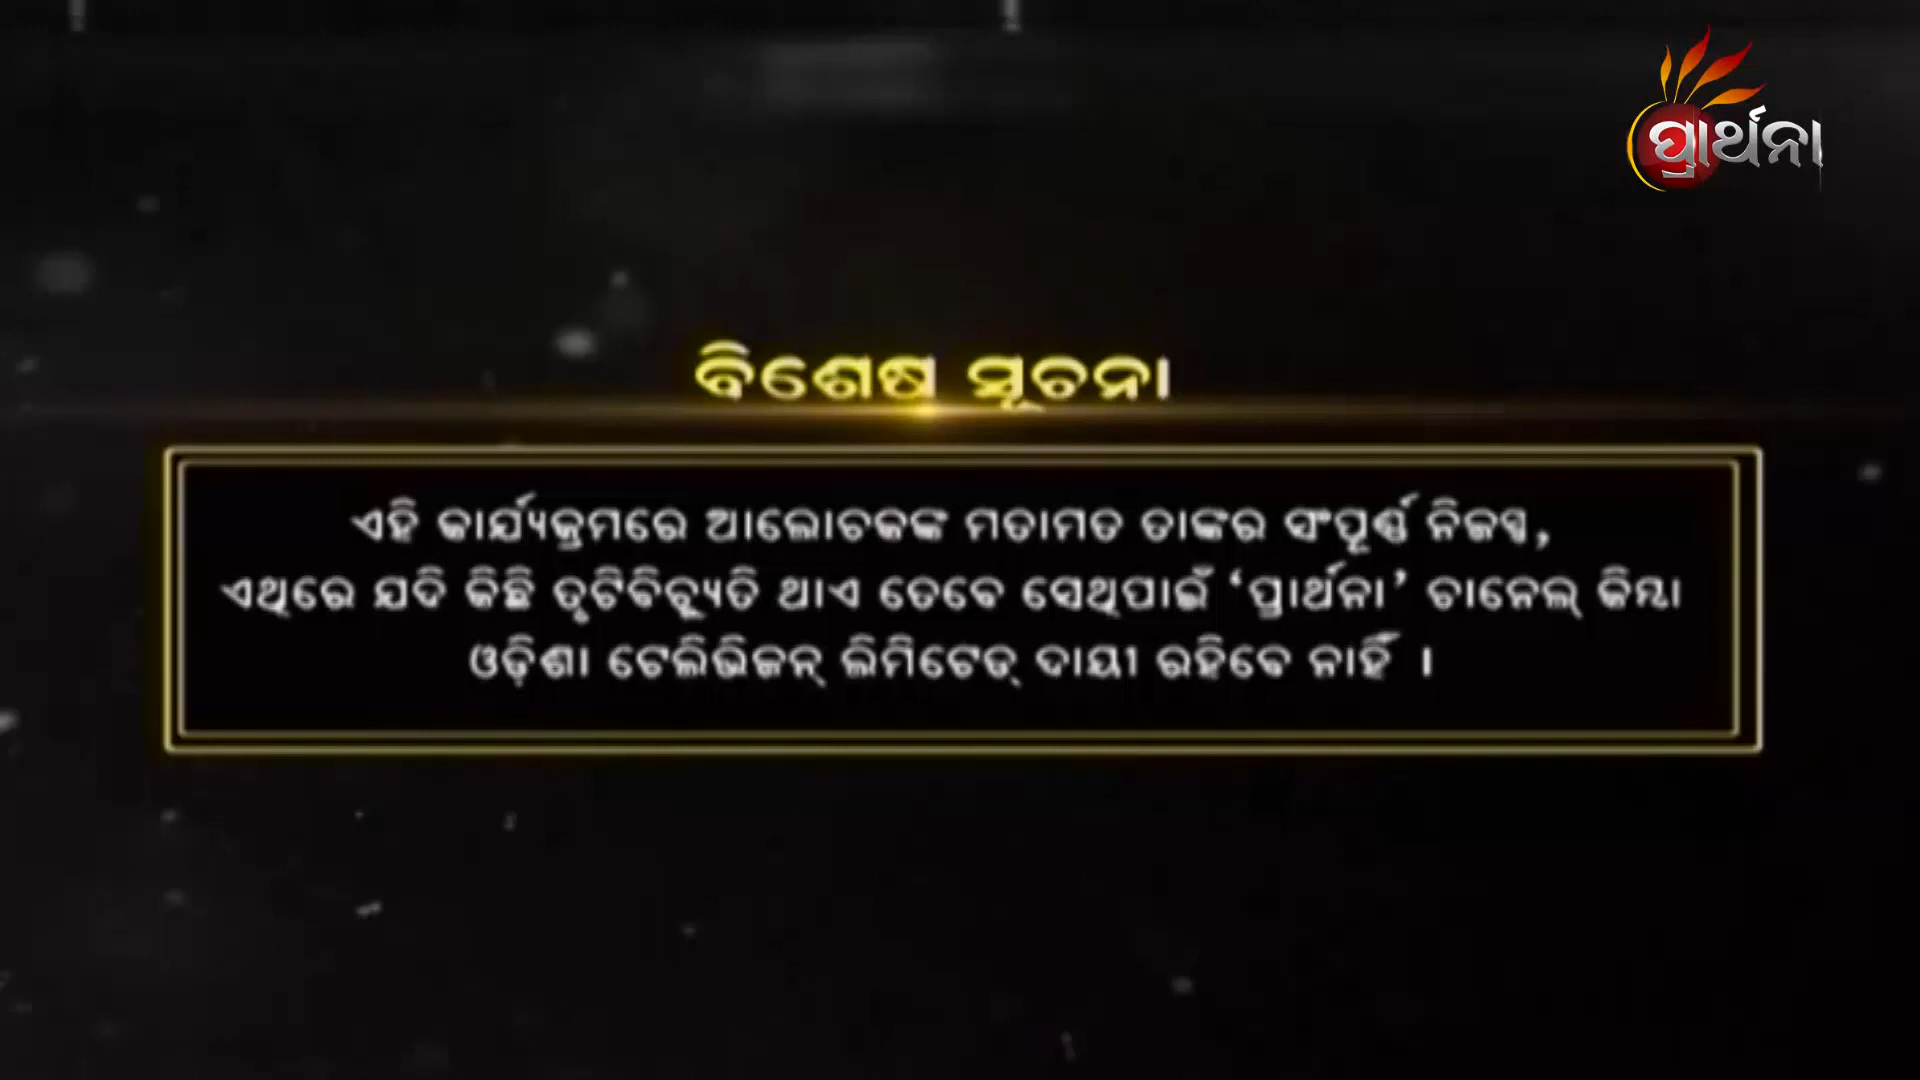 ପ୍ରାର୍ଥନା
ବିଶେଷ ସୂଚନା
ଏହି କାର୍ଯ୍ୟକ୍ରମରେ ଆଲୋଚକଙ୍କ ମତାମତ ତାଙ୍କର ସଂପୂର୍ଣ୍ଣ ନିଜସ୍ୱ,
ଏଥିରେ ଯଦି କିଛି ତୃଟିବିଚ୍ୟୁତି ଥାଏ ତେବେ ସେଥିପାଇଁ ‘ପ୍ରାର୍ଥନା’ ଚାନେଲ୍ କିମ୍ୱା
ଓଡ଼ିଶା ଟେଲିଭିଜନ୍ ଲିମିଟେଡ୍ ଦାୟୀ ରହିବେ ନାହିଁ ।